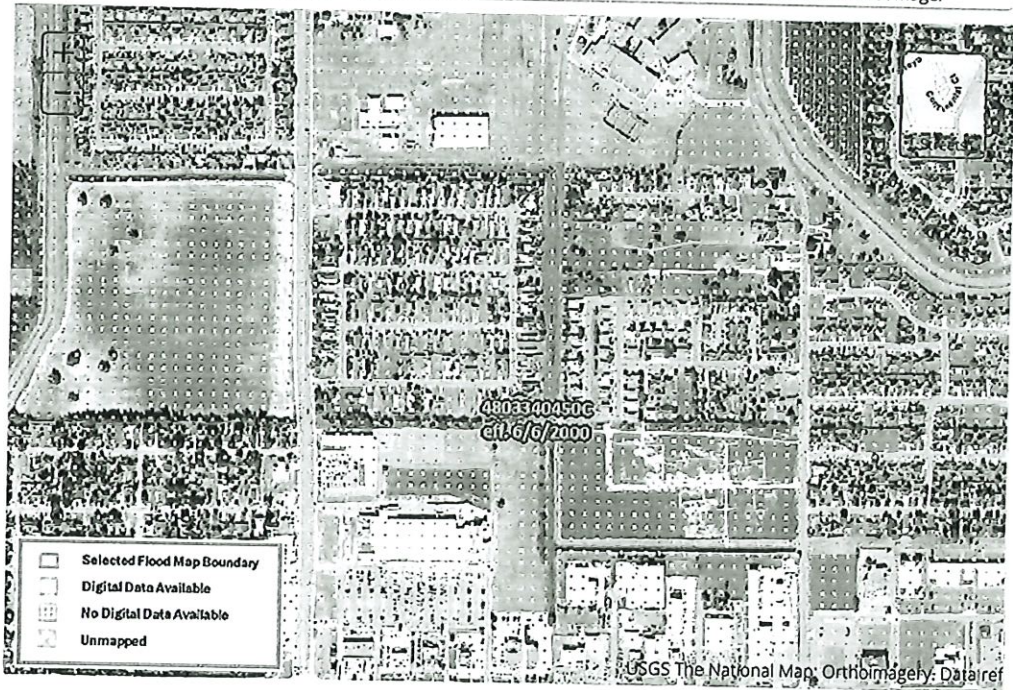 4803340450C
eff. 6/6/2000
Streets
Selected Flood Map Boundary
Digital Data Available
No Digital Data Available
Unmapped
USGS The National Map: Orthoimagery. Data ref